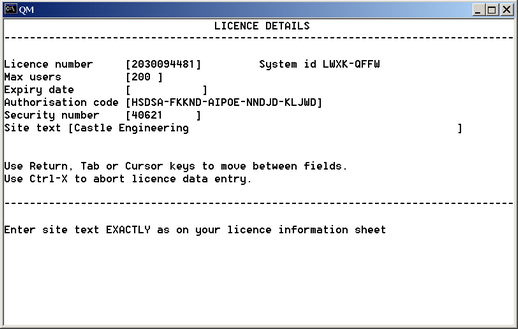 QM
LICENCE DETAILS
Licence number [2030094481] System id LWXK-QFFW
Max users [200 ]
Expiry date [ ]
Authorisation code [HSDSA-FKKND-AIPOE-NNDJD-KLJWD]
Security number [40621 ]
Site text [Castle Engineering ]
Use Return, Tab or Cursor keys to move between fields.
Use Ctrl-X to abort licence data entry.
Enter site text EXACTLY as on your licence information sheet